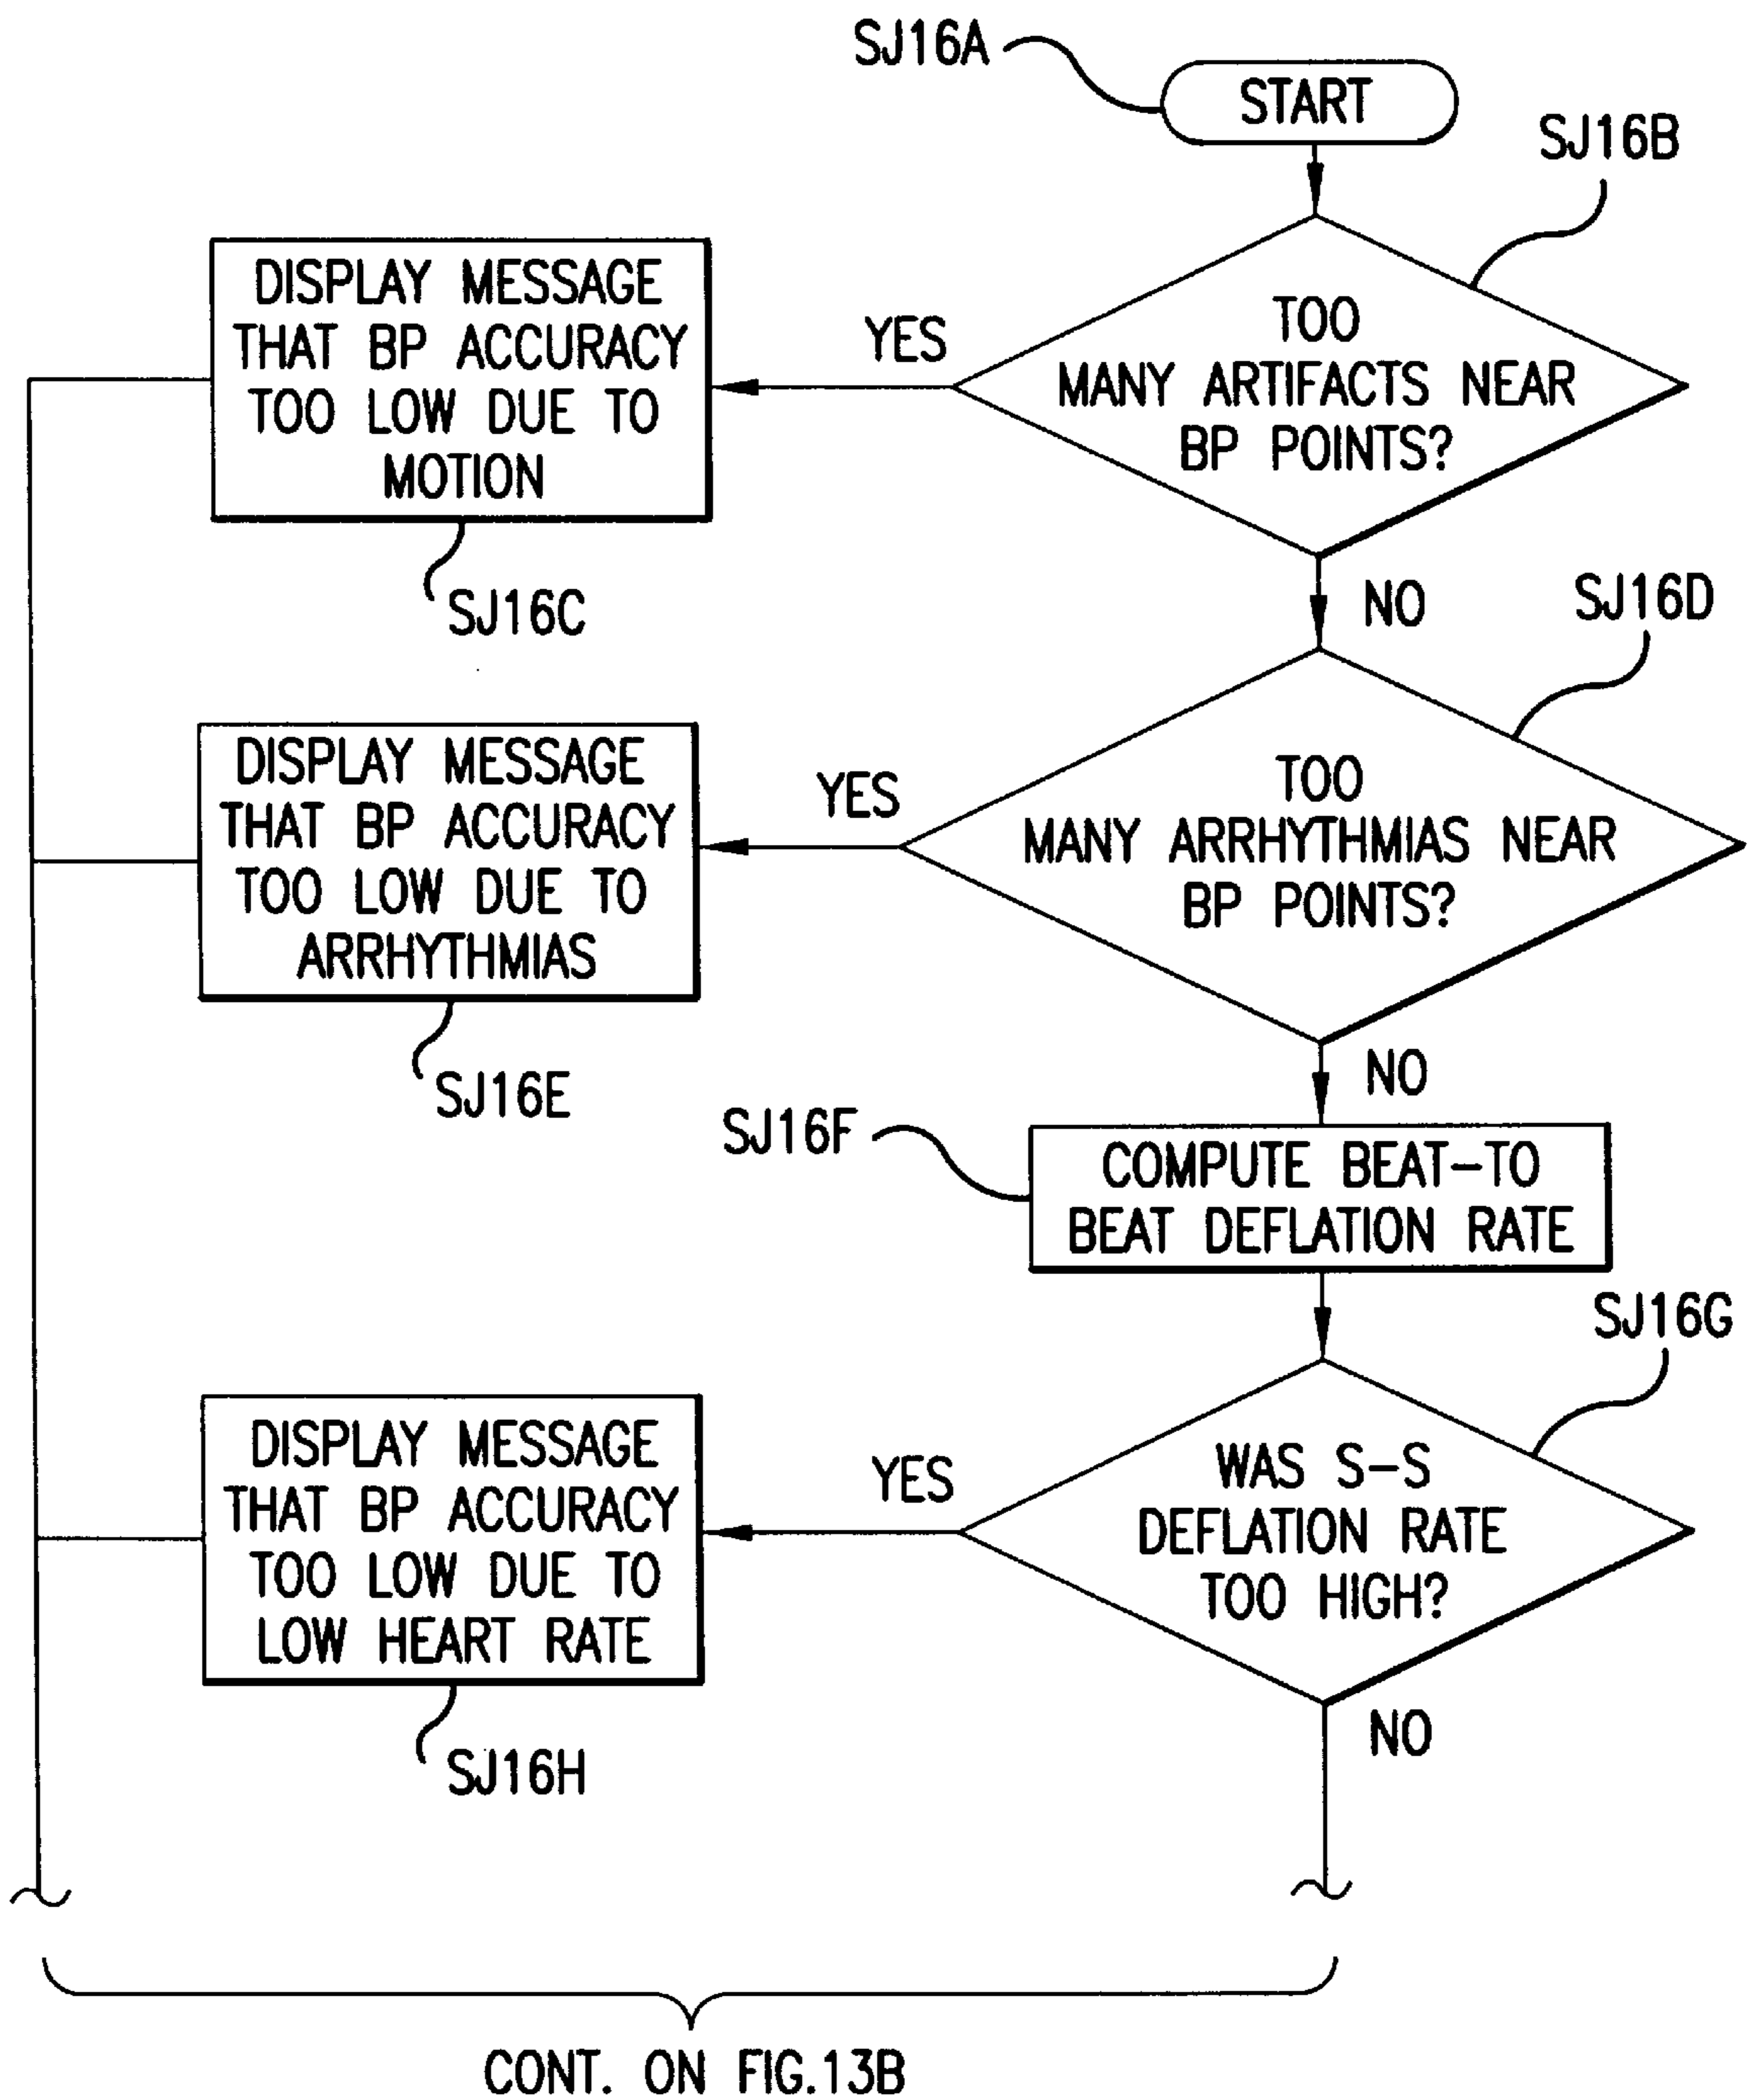 SJ16A
START
SJ16B
TOO
MANY ARTIFACTS NEAR
BP POINTS?
YES
DISPLAY MESSAGE
THAT BP ACCURACY
TOO LOW DUE TO
MOTION
SJ16C
NO
SJ16D
TOO
MANY ARRHYTHMIAS NEAR
BP POINTS?
YES
DISPLAY MESSAGE
THAT BP ACCURACY
TOO LOW DUE TO
ARRHYTHMIAS
SJ16E
NO
SJ16F
COMPUTE BEAT-TO
BEAT DEFLATION RATE
SJ16G
WAS S-S
DEFLATION RATE
TOO HIGH?
YES
DISPLAY MESSAGE
THAT BP ACCURACY
TOO LOW DUE TO
LOW HEART RATE
SJ16H
NO
CONT. ON FIG.13B